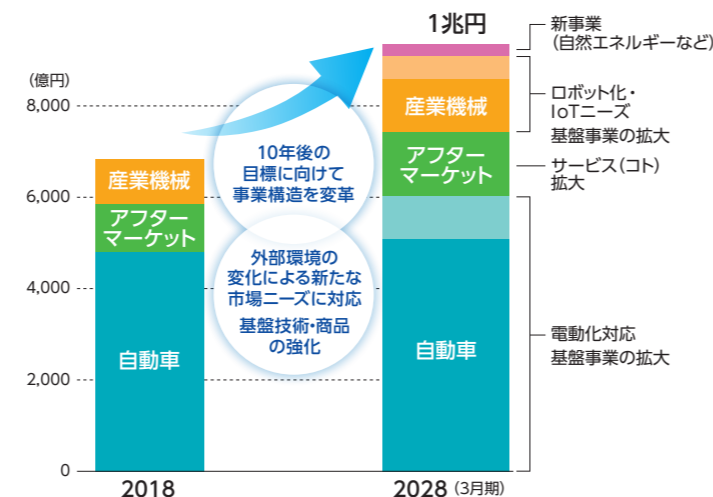 1兆円
(億円)
8,000
6,000
4,000
2,000
0
産業機械
アフター
マーケット
自動車
2018
10年後の
目標に向けて
事業構造を変革
外部環境の
変化による新たな
市場ニーズに対応
基盤技術・商品
の強化
産業機械
アフター
マーケット
自動車
2028 (3月期)
新事業
(自然エネルギーなど)
ロボット化・
IoTニーズ
基盤事業の拡大
サービス(コト)
拡大
電動化対応
基盤事業の拡大